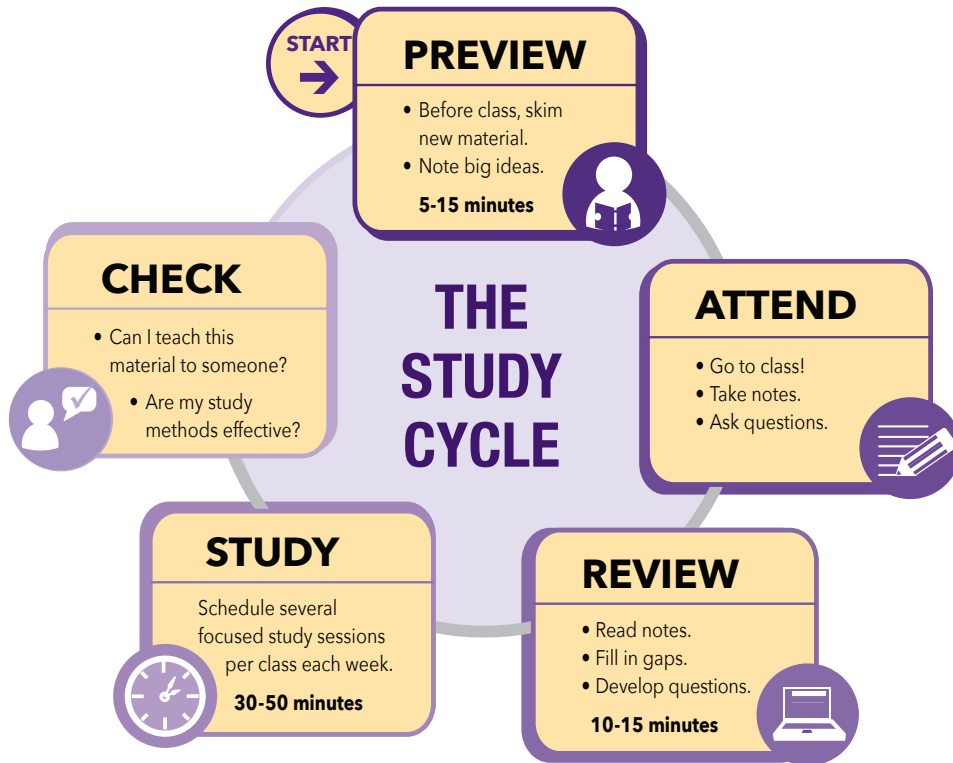 START
PREVIEW
• Before class, skim
new material.
• Note big ideas.
5-15 minutes
THE
STUDY
CYCLE
ATTEND
• Go to class!
• Take notes.
• Ask questions.
REVIEW
• Read notes.
• Fill in gaps.
• Develop questions.
10-15 minutes
STUDY
Schedule several
focused study sessions
per class each week.
30-50 minutes
CHECK
• Can I teach this
material to someone?
• Are my study
methods effective?